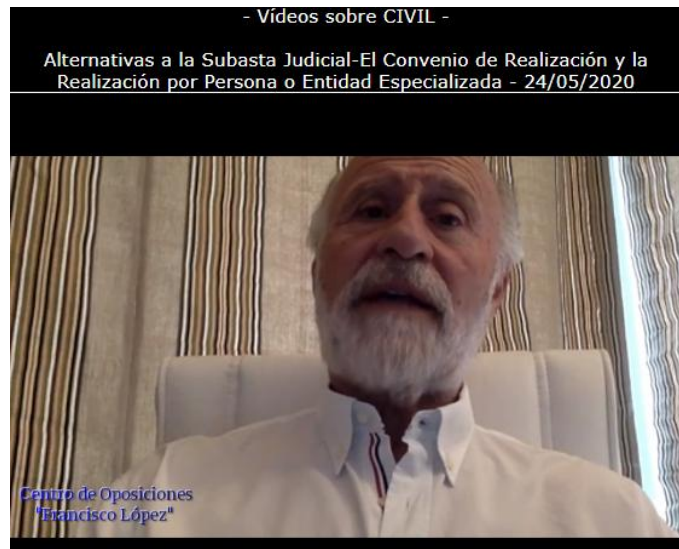 - Vídeos sobre CIVIL -
Alternativas a la Subasta Judicial-El Convenio de Realización y la
Realización por Persona o Entidad Especializada - 24/05/2020
Centro de Oposiciones
"Francisco López"